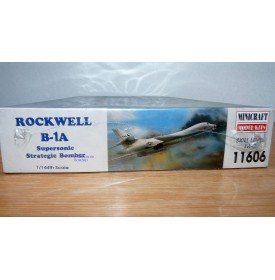 ROCKWELL
B-1A
Supersonic
Strategic Bomber
1/144th Scale
MINICRAFT
MODEL KITS
11606